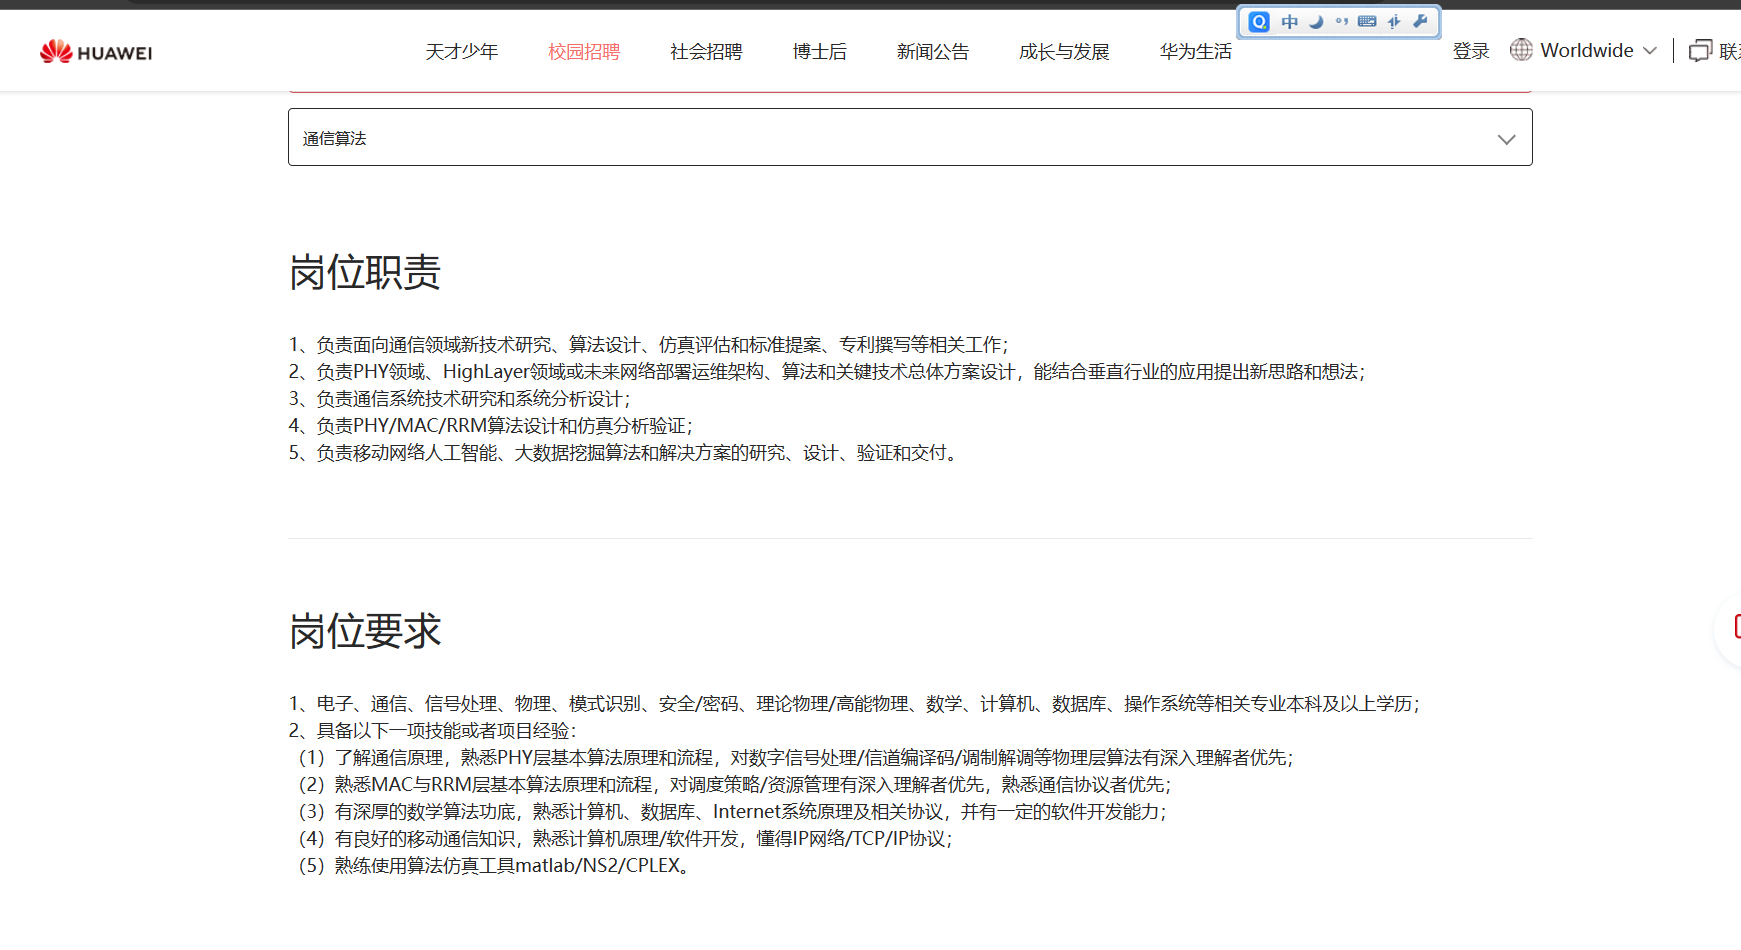 中
HUAWEI
天才少年 校园招聘 社会招聘 博士后 新闻公告 成长与发展 华为生活 登录 Worldwide 联
通信算法
岗位职责
1、负责面向通信领域新技术研究、算法设计、仿真评估和标准提案、专利撰写等相关工作；
2、负责PHY领域、HighLayer领域或未来网络部署运维架构、算法和关键技术总体方案设计，能结合垂直行业的应用提出新思路和想法；
3、负责通信系统技术研究和系统分析设计；
4、负责PHY/MAC/RRM算法设计和仿真分析验证；
5、负责移动网络人工智能、大数据挖掘算法和解决方案的研究、设计、验证和交付。
岗位要求
1、电子、通信、信号处理、物理、模式识别、安全/密码、理论物理/高能物理、数学、计算机、数据库、操作系统等相关专业本科及以上学历；
2、具备以下一项技能或者项目经验：
（1）了解通信原理，熟悉PHY层基本算法原理和流程，对数字信号处理/信道编译码/调制解调等物理层算法有深入理解者优先；
（2）熟悉MAC与RRM层基本算法原理和流程，对调度策略/资源管理有深入理解者优先，熟悉通信协议者优先；
（3）有深厚的数学算法功底，熟悉计算机、数据库、Internet系统原理及相关协议，并有一定的软件开发能力；
（4）有良好的移动通信知识，熟悉计算机原理/软件开发，懂得IP网络/TCP/IP协议；
（5）熟练使用算法仿真工具matlab/NS2/CPLEX。